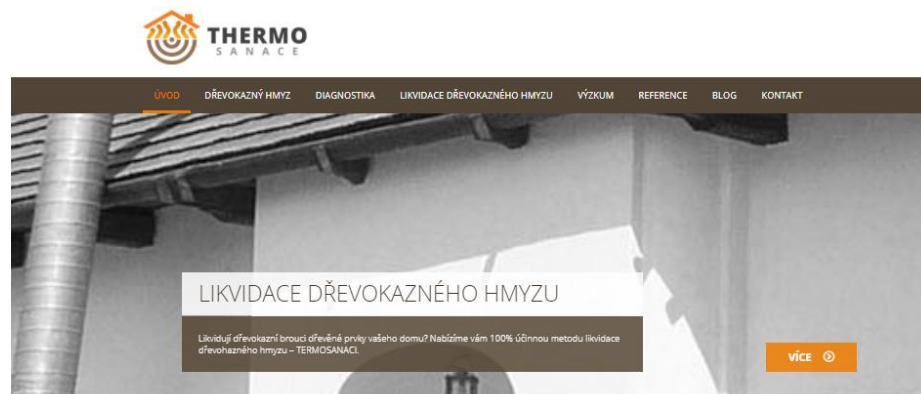 THERMO
SANACE
ÚVOD DŘEVOKAZNÝ HMYZ DIAGNOSTIKA LIKVIDACE DŘEVOKAZNÉHO HMYZU VÝZKUM REFERENCE BLOG KONTAKT
LIKVIDACE DŘEVOKAZNÉHO HMYZU
Likvidují dřevokazní brouci dřevěné prvky vašeho domu? Nabízíme vám 100% účinnou metodu likvidace
dřevohazného hmyzu – TERMOSANACI.
VÍCE